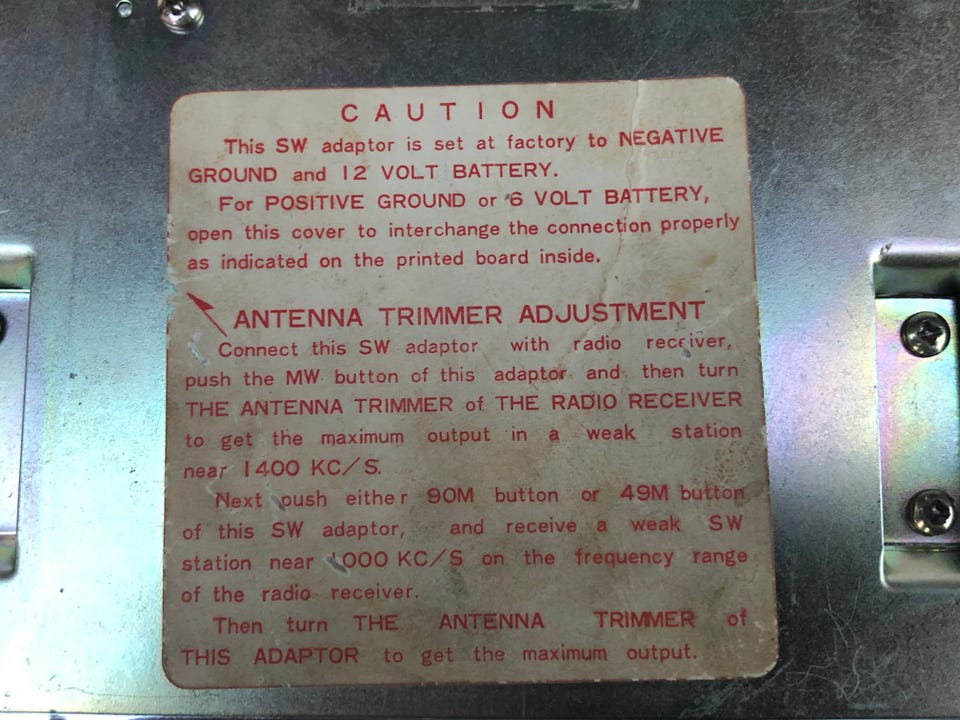 CAUTION
This SW adaptor is set at factory to NEGATIVE
GROUND and 12 VOLT BATTERY.
For POSITIVE GROUND or 6 VOLT BATTERY,
open this cover to interchange the connection properly
as indicated on the printed board inside.
ANTENNA TRIMMER ADJUSTMENT
Connect this SW adaptor with radio receiver,
push the MW button of this adaptor and then turn
THE ANTENNA TRIMMER of THE RADIO RECEIVER
to get the maximum output in a weak station
near 1400 KC/S.
Next push either 90M button or 49M button
of this SW adaptor, and receive a weak SW
station near 1000 KC/S on the frequency range
of the radio receiver.
Then turn THE ANTENNA TRIMMER of
THIS ADAPTOR to get the maximum output.